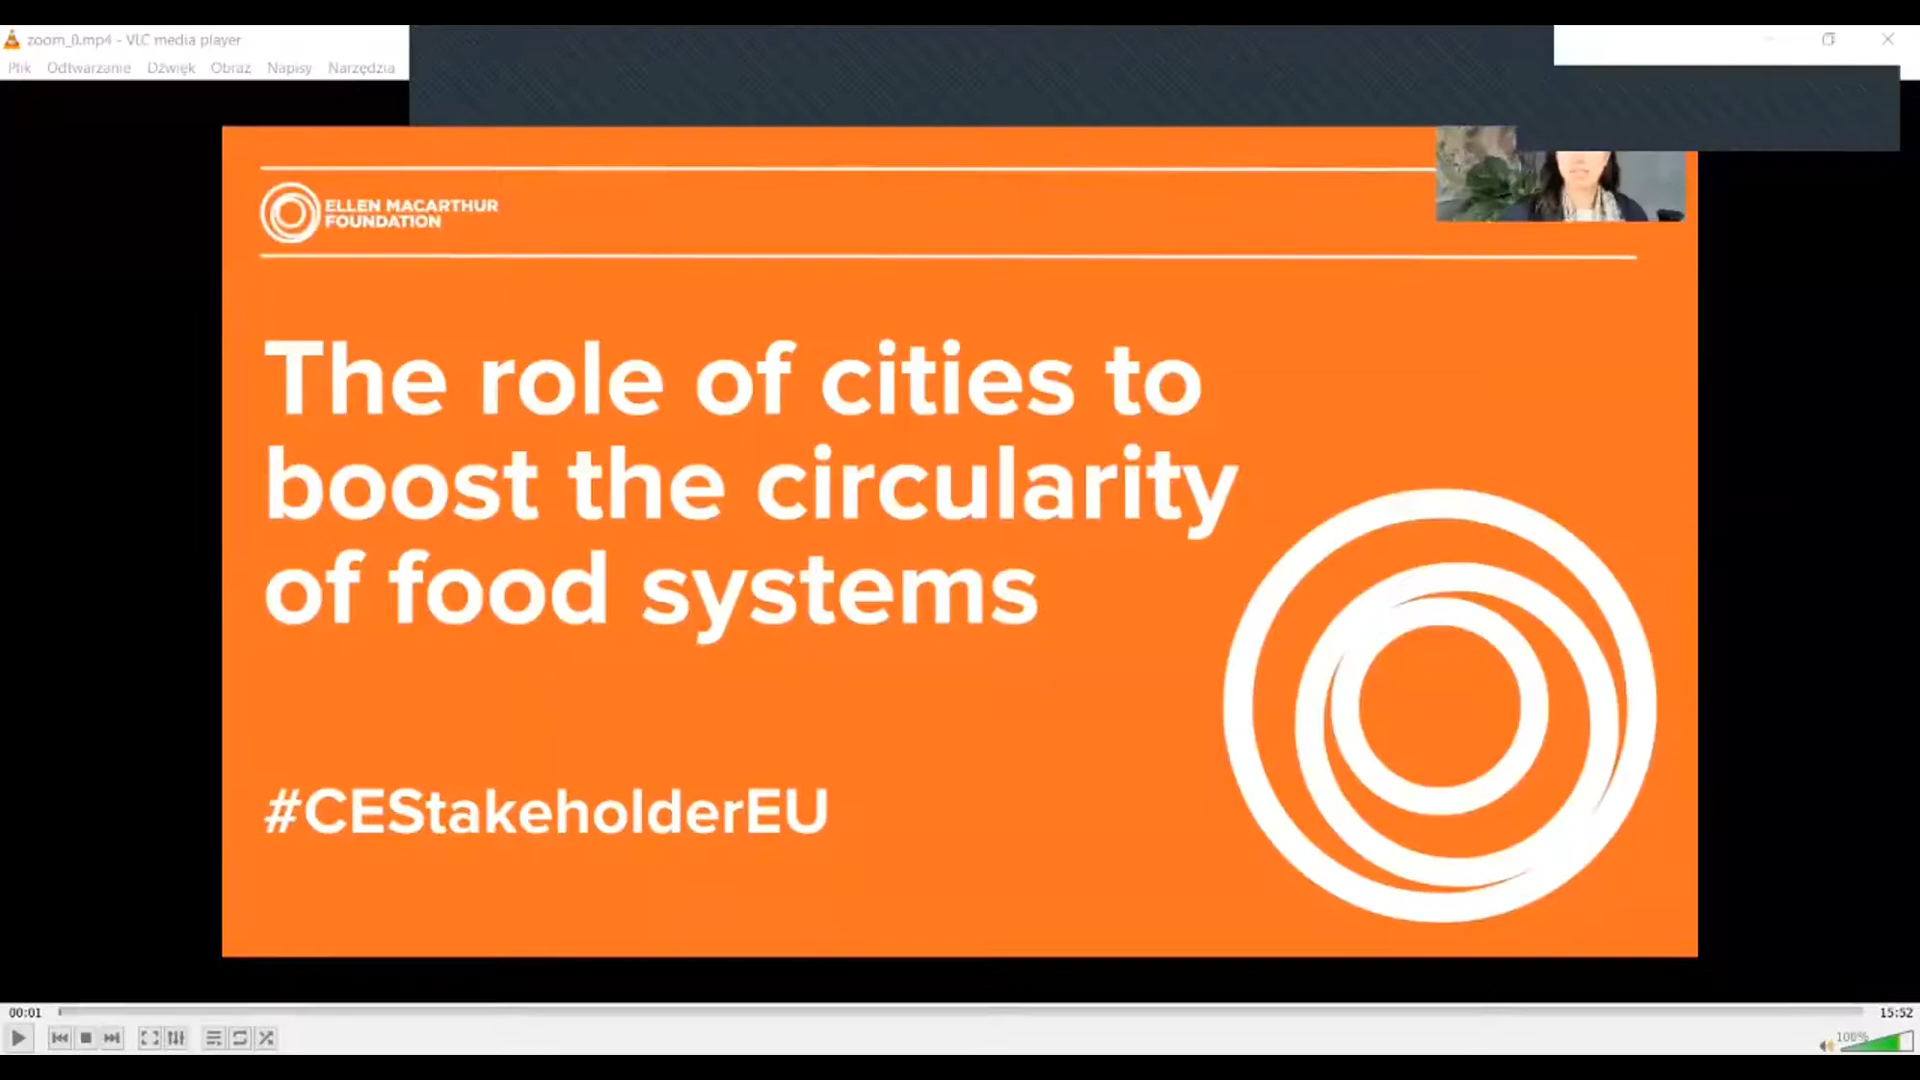 zoom_0.mp4 - VLC media player
Plik Odtwarzanie Dźwięk Obraz Napisy Narzędzia
ELLEN MACARTHUR
FOUNDATION
The role of cities to
boost the circularity
of food systems
#CEStakeholderEU
00:01
15:52
100%